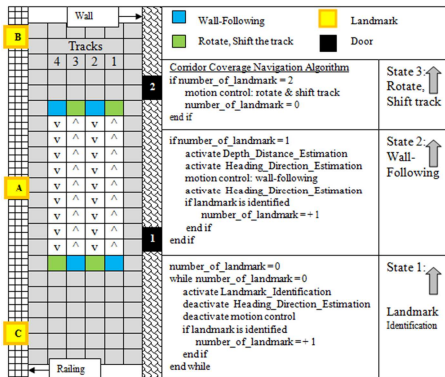 Wall
Wall-Following
Landmark
Rotate, Shift the track
Door
B
Tracks
4 3 2 1
v ^ v ^
v ^ v ^
v ^ v ^
v ^ v ^
v ^ v ^
v ^ v ^
v ^ v ^
v ^ v ^
v ^ v ^
A
C
2
1
Railing
Corridor Coverage Navigation Algorithm
if number_of_landmark = 2
motion control: rotate & shift track
number_of_landmark = 0
end if
State 3:
Rotate,
Shift track
if number_of_landmark = 1
activate Depth_Distance_Estimation
activate Heading_Direction_Estimation
motion control: wall-following
activate Heading_Direction_Estimation
if landmark is identified
number_of_landmark = + 1
end if
end if
State 2:
Wall-
Following
number_of_landmark = 0
while number_of_landmark = 0
activate Landmark_Identification
deactivate Heading_Direction_Estimation
deactivate motion control
if landmark is identified
number_of_landmark = + 1
end if
end while
State 1:
Landmark
Identification